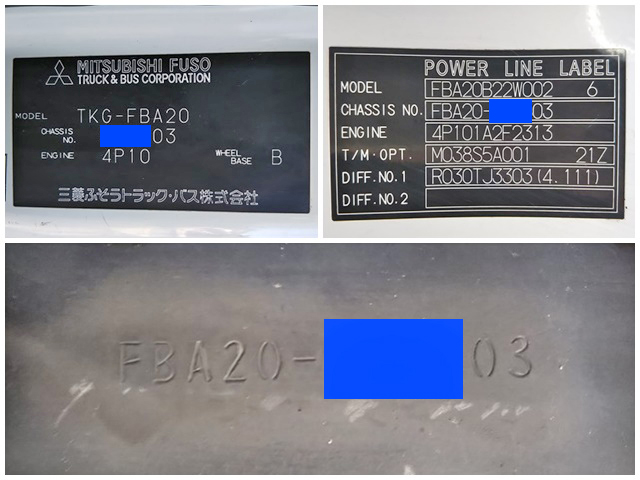 MITSUBISHI FUSO
TRUCK & BUS CORPORATION
MODEL TKG-FBA20
CHASSIS NO. 03
ENGINE 4P10 WHEEL BASE B
三菱ふそうトラック・バス株式会社
POWER LINE LABEL
MODEL FBA20B22W002 6
CHASSIS NO. FBA20- 03
ENGINE 4P101A2F2313
T/M·OPT. M038S5A001 21Z
DIFF.NO.1 R030TJ3303(4.111)
DIFF.NO.2
FBA20- 03